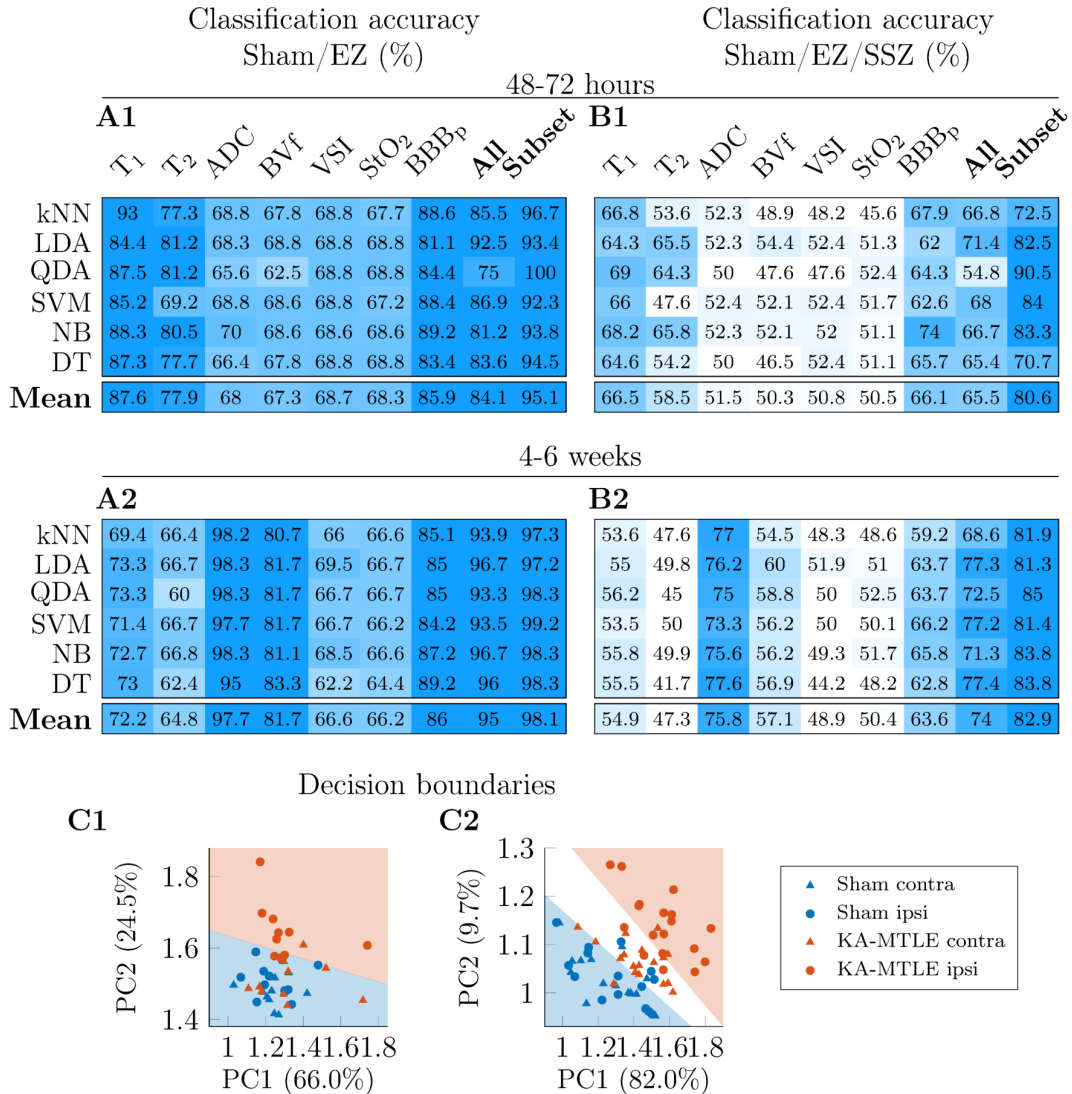 Classification accuracy
Sham/EZ (%)
Classification accuracy
Sham/EZ/SSZ (%)
48-72 hours
A1
B1
T1 T2 ADC BVf VSI StO2 BBBp All Subset
T1 T2 ADC BVf VSI StO2 BBBp All Subset
kNN 93 77.3 68.8 67.8 68.8 67.7 88.6 85.5 96.7 66.8 53.6 52.3 48.9 48.2 45.6 67.9 66.8 72.5
LDA 84.4 81.2 68.3 68.8 68.8 68.8 81.1 92.5 93.4 64.3 65.5 52.3 54.4 52.4 51.3 62 71.4 82.5
QDA 87.5 81.2 65.6 62.5 68.8 68.8 84.4 75 100 69 64.3 50 47.6 47.6 52.4 64.3 54.8 90.5
SVM 85.2 69.2 68.8 68.6 68.8 67.2 88.4 86.9 92.3 66 47.6 52.4 52.1 52.4 51.7 62.6 68 84
NB 88.3 80.5 70 68.6 68.6 68.6 89.2 81.2 93.8 68.2 65.8 52.3 52.1 52 51.1 74 66.7 83.3
DT 87.3 77.7 66.4 67.8 68.8 68.8 83.4 83.6 94.5 64.6 54.2 50 46.5 52.4 51.1 65.7 65.4 70.7
Mean 87.6 77.9 68 67.3 68.7 68.3 85.9 84.1 95.1 66.5 58.5 51.5 50.3 50.8 50.5 66.1 65.5 80.6
4-6 weeks
A2
B2
kNN 69.4 66.4 98.2 80.7 66 66.6 85.1 93.9 97.3 53.6 47.6 77 54.5 48.3 48.6 59.2 68.6 81.9
LDA 73.3 66.7 98.3 81.7 69.5 66.7 85 96.7 97.2 55 49.8 76.2 60 51.9 51 63.7 77.3 81.3
QDA 73.3 60 98.3 81.7 66.7 66.7 85 93.3 98.3 56.2 45 75 58.8 50 52.5 63.7 72.5 85
SVM 71.4 66.7 97.7 81.7 66.7 66.2 84.2 93.5 99.2 53.5 50 73.3 56.2 50 50.1 66.2 77.2 81.4
NB 72.7 66.8 98.3 81.1 68.5 66.6 87.2 96.7 98.3 55.8 49.9 75.6 56.2 49.3 51.7 65.8 71.3 83.8
DT 73 62.4 95 83.3 62.2 64.4 89.2 96 98.3 55.5 41.7 77.6 56.9 44.2 48.2 62.8 77.4 83.8
Mean 72.2 64.8 97.7 81.7 66.6 66.2 86 95 98.1 54.9 47.3 75.8 57.1 48.9 50.4 63.6 74 82.9
Decision boundaries
C1
PC2 (24.5%)
1.8
1.6
1.4
1 1.2 1.4 1.6 1.8
PC1 (66.0%)
C2
PC2 (9.7%)
1.3
1.2
1.1
1
1 1.2 1.4 1.6 1.8
PC1 (82.0%)
Sham contra
Sham ipsi
KA-MTLE contra
KA-MTLE ipsi